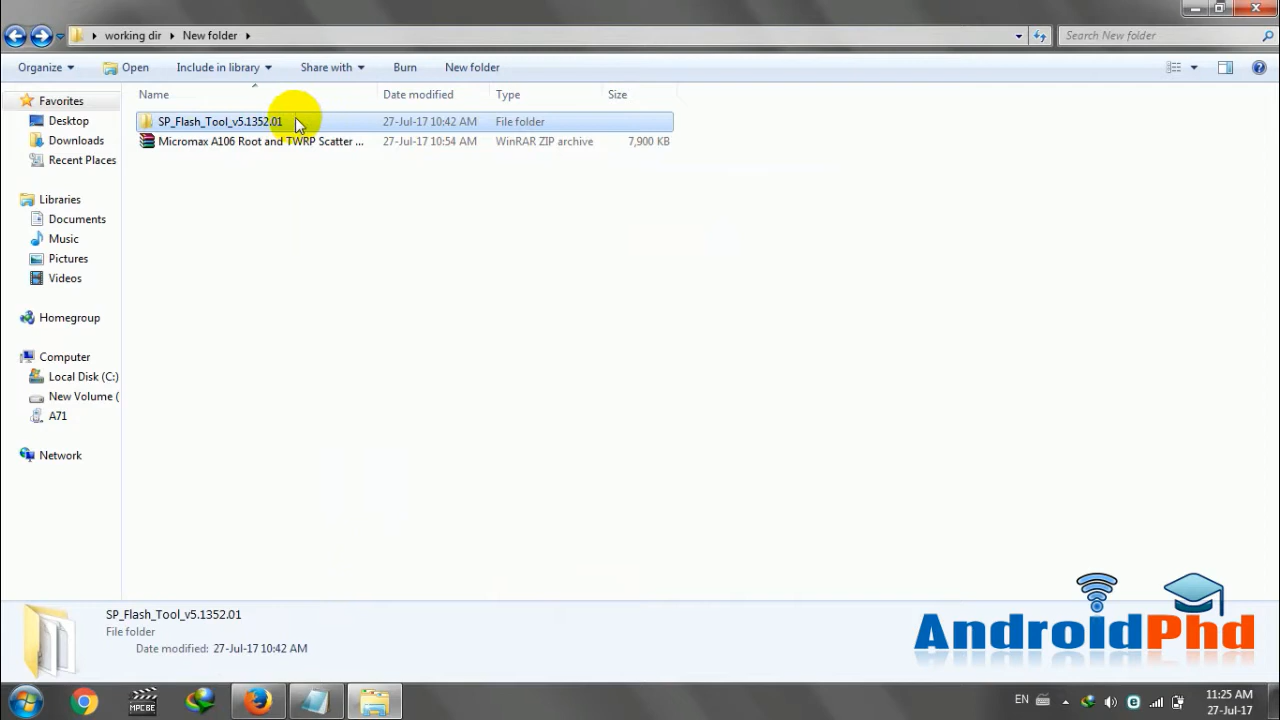 working dir New folder
Search New folder
Organize Open Include in library Share with Burn New folder
Name Date modified Type Size
SP_Flash_Tool_v5.1352.01 27-Jul-17 10:42 AM File folder
Micromax A106 Root and TWRP Scatter ... 27-Jul-17 10:54 AM WinRAR ZIP archive 7,900 KB
Favorites
Desktop
Downloads
Recent Places
Libraries
Documents
Music
Pictures
Videos
Homegroup
Computer
Local Disk (C:)
New Volume (
A71
Network
SP_Flash_Tool_v5.1352.01
File folder
Date modified: 27-Jul-17 10:42 AM
AndroidPhd
MPCBE
EN
11:25 AM
27-Jul-17